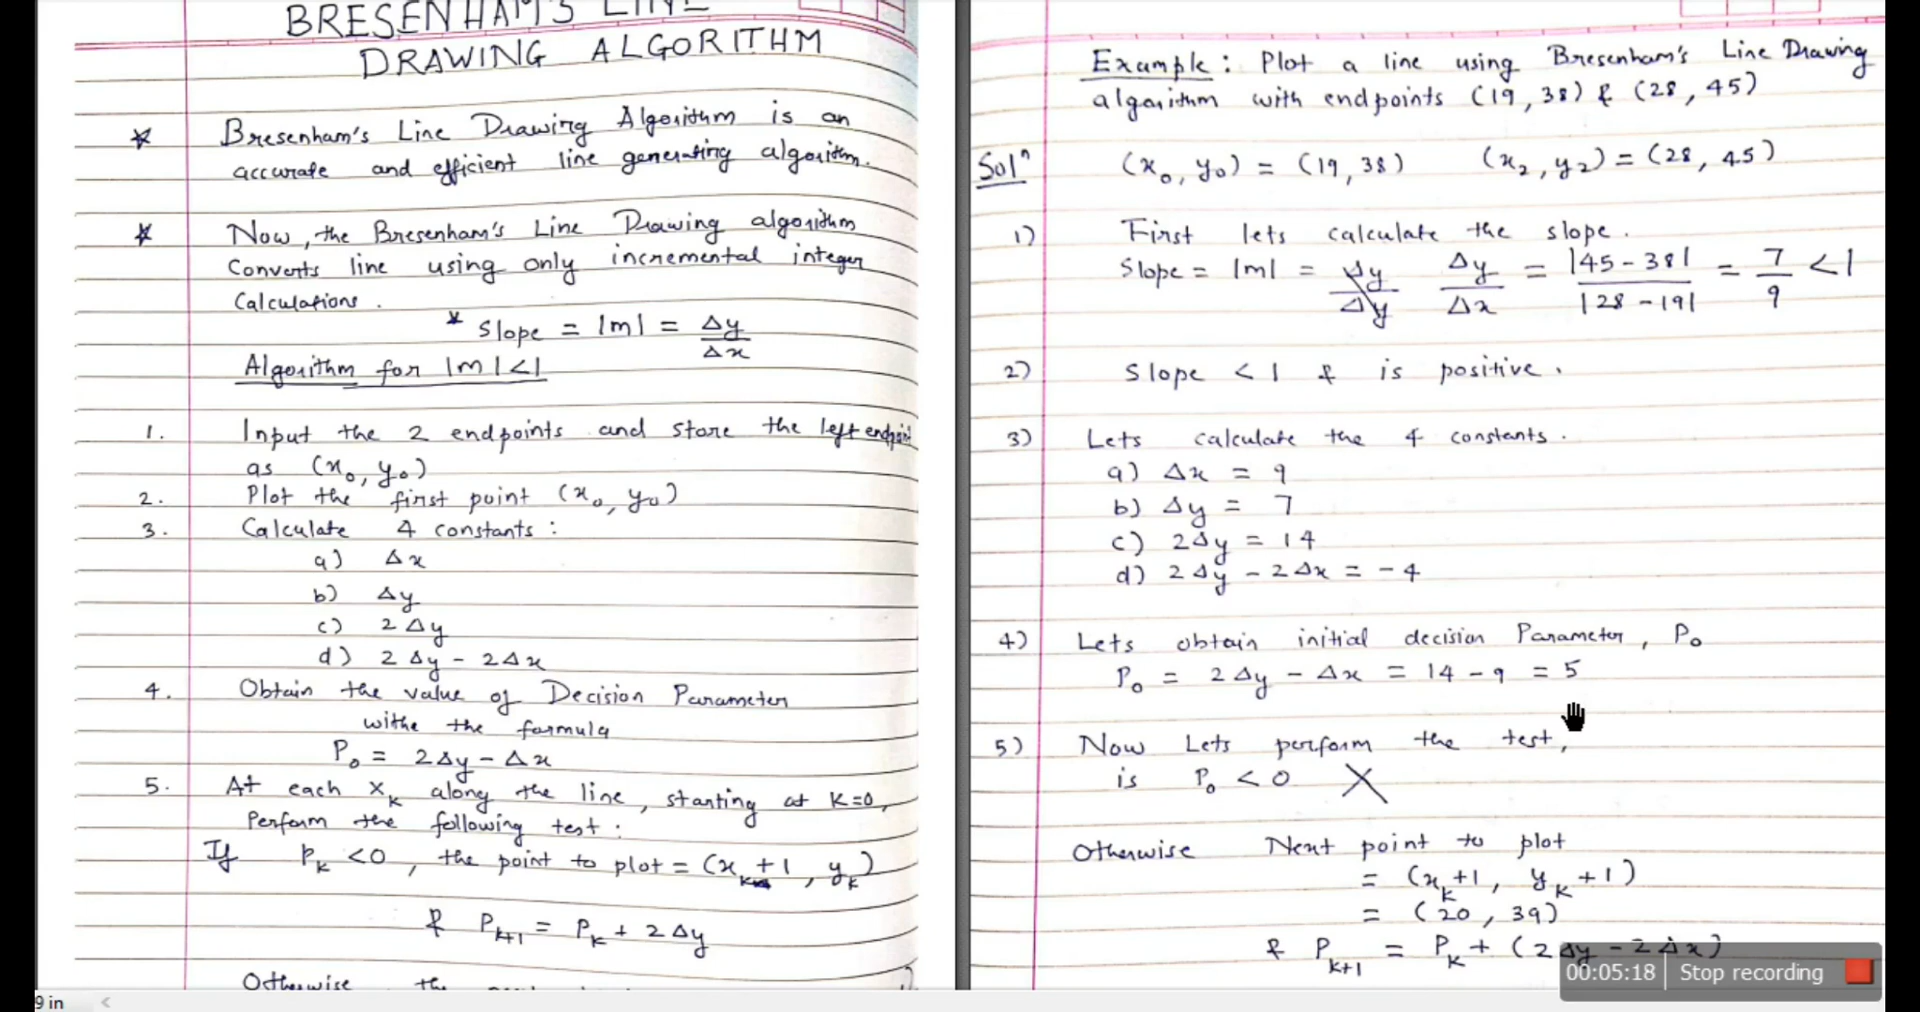 BRESENHAM'S LINE
DRAWING ALGORITHM
* Bresenham's Line Drawing Algorithm is an
accurate and efficient line generating algorithm.
* Now, the Bresenham's Line Drawing algorithm
Converts line using only incremental integer
Calculations.
* Slope = |m| = Δy/Δx
Algorithm for |m|<1
1. Input the 2 endpoints and store the left endpoint
as (x₀, y₀)
2. Plot the first point (x₀, y₀)
3. Calculate 4 constants:
a) Δx
b) Δy
c) 2Δy
d) 2Δy - 2Δx
4. Obtain the value of Decision Parameter
withe the formula
P₀ = 2Δy - Δx
5. At each Xₖ along the line, starting at K=0,
Perform the following test:
If Pₖ <0, the point to plot = (xₖ+1, yₖ)
& Pₖ₊₁ = Pₖ + 2Δy
Otherwise the
Example: Plot a line using Bresenham's Line Drawing
algorithm with endpoints (19, 38) & (28, 45)
Solⁿ (x₀, y₀) = (19, 38) (x₂, y₂) = (28, 45)
1) First lets calculate the slope.
Slope = |m| = Δy/Δy Δy/Δx = |45-38|/|28-19| = 7/9 <1
2) Slope <1 & is positive.
3) Lets calculate the 4 constants.
a) Δx = 9
b) Δy = 7
c) 2Δy = 14
d) 2Δy - 2Δx = -4
4) Lets obtain initial decision Parameter, P₀
P₀ = 2Δy - Δx = 14 - 9 = 5
5) Now Lets perform the test,
is P₀ <0 X
Otherwise Next point to plot
= (xₖ+1, yₖ+1)
= (20, 39)
& Pₖ₊₁ = Pₖ + (2Δy - 2Δx)
00:05:18 | Stop recording
9 in <